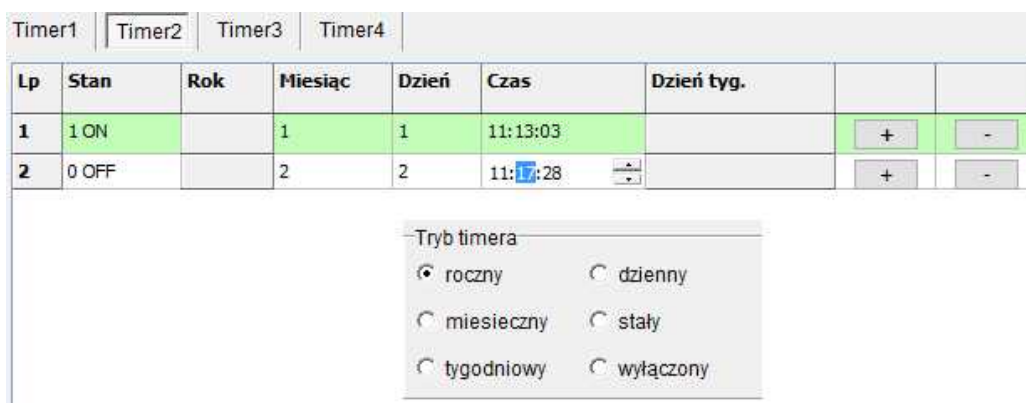 Timer1 Timer2 Timer3 Timer4
Lp Stan Rok Miesiąc Dzień Czas Dzień tyg.
1 1 ON 1 1 11:13:03 + -
2 0 OFF 2 2 11:17:28 + -
Tryb timera
roczny dzienny
miesieczny stały
tygodniowy wyłączony